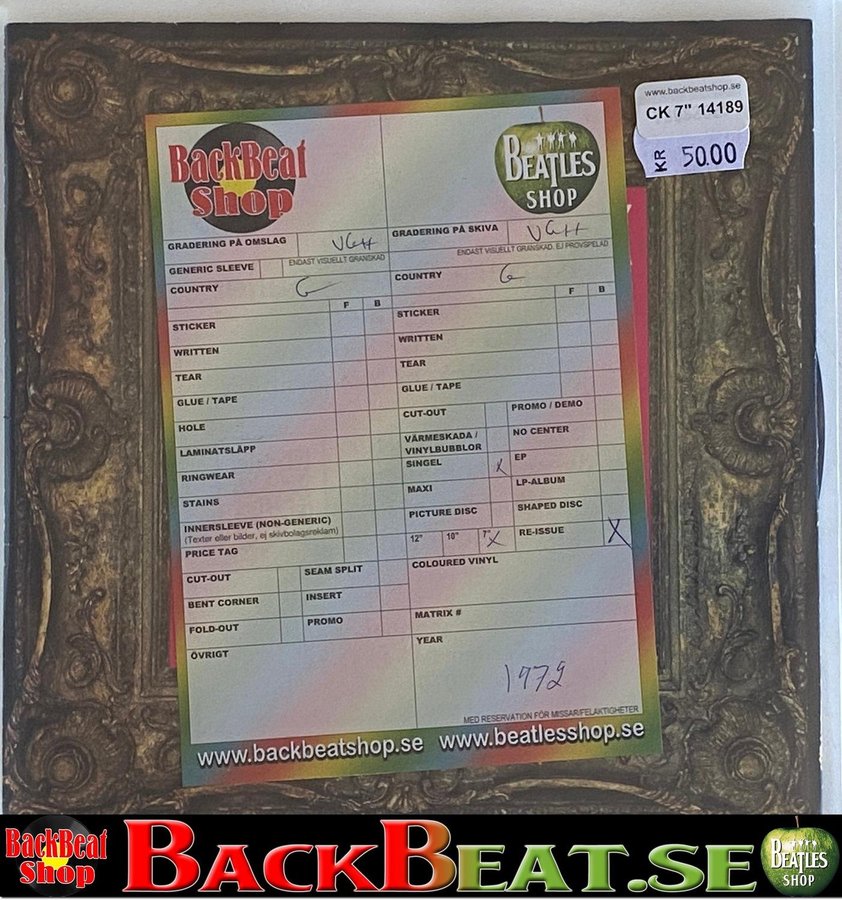 www.backbeatshop.se
CK 7" 14189
KR 50.00
BackBeat
Shop
BEATLES
SHOP
GRADERING PÅ OMSLAG VG++
ENDAST VISUELLT GRANSKAD
GRADERING PÅ SKIVA VG++
ENDAST VISUELLT GRANSKAD, EJ PROVSPELAD
GENERIC SLEEVE
COUNTRY G
F B
STICKER
WRITTEN
TEAR
GLUE / TAPE
HOLE
LAMINATSLÄPP
RINGWEAR
STAINS
INNERSLEEVE (NON-GENERIC)
(Texter eller bilder, ej skivbolagsreklam)
PRICE TAG
CUT-OUT SEAM SPLIT
BENT CORNER INSERT
FOLD-OUT PROMO
ÖVRIGT
COUNTRY G
F B
STICKER
WRITTEN
TEAR
GLUE / TAPE
CUT-OUT PROMO / DEMO
VÄRMESKADA /
VINYLBUBBLOR NO CENTER
SINGEL X EP
MAXI LP-ALBUM
PICTURE DISC SHAPED DISC
12" 10" 7" X RE-ISSUE X
COLOURED VINYL
MATRIX #
YEAR
MED RESERVATION FÖR MISSAR/FELAKTIGHETER
www.backbeatshop.se www.beatlesshop.se
BackBeat
Shop
BACKBEAT.SE
BEATLES
SHOP